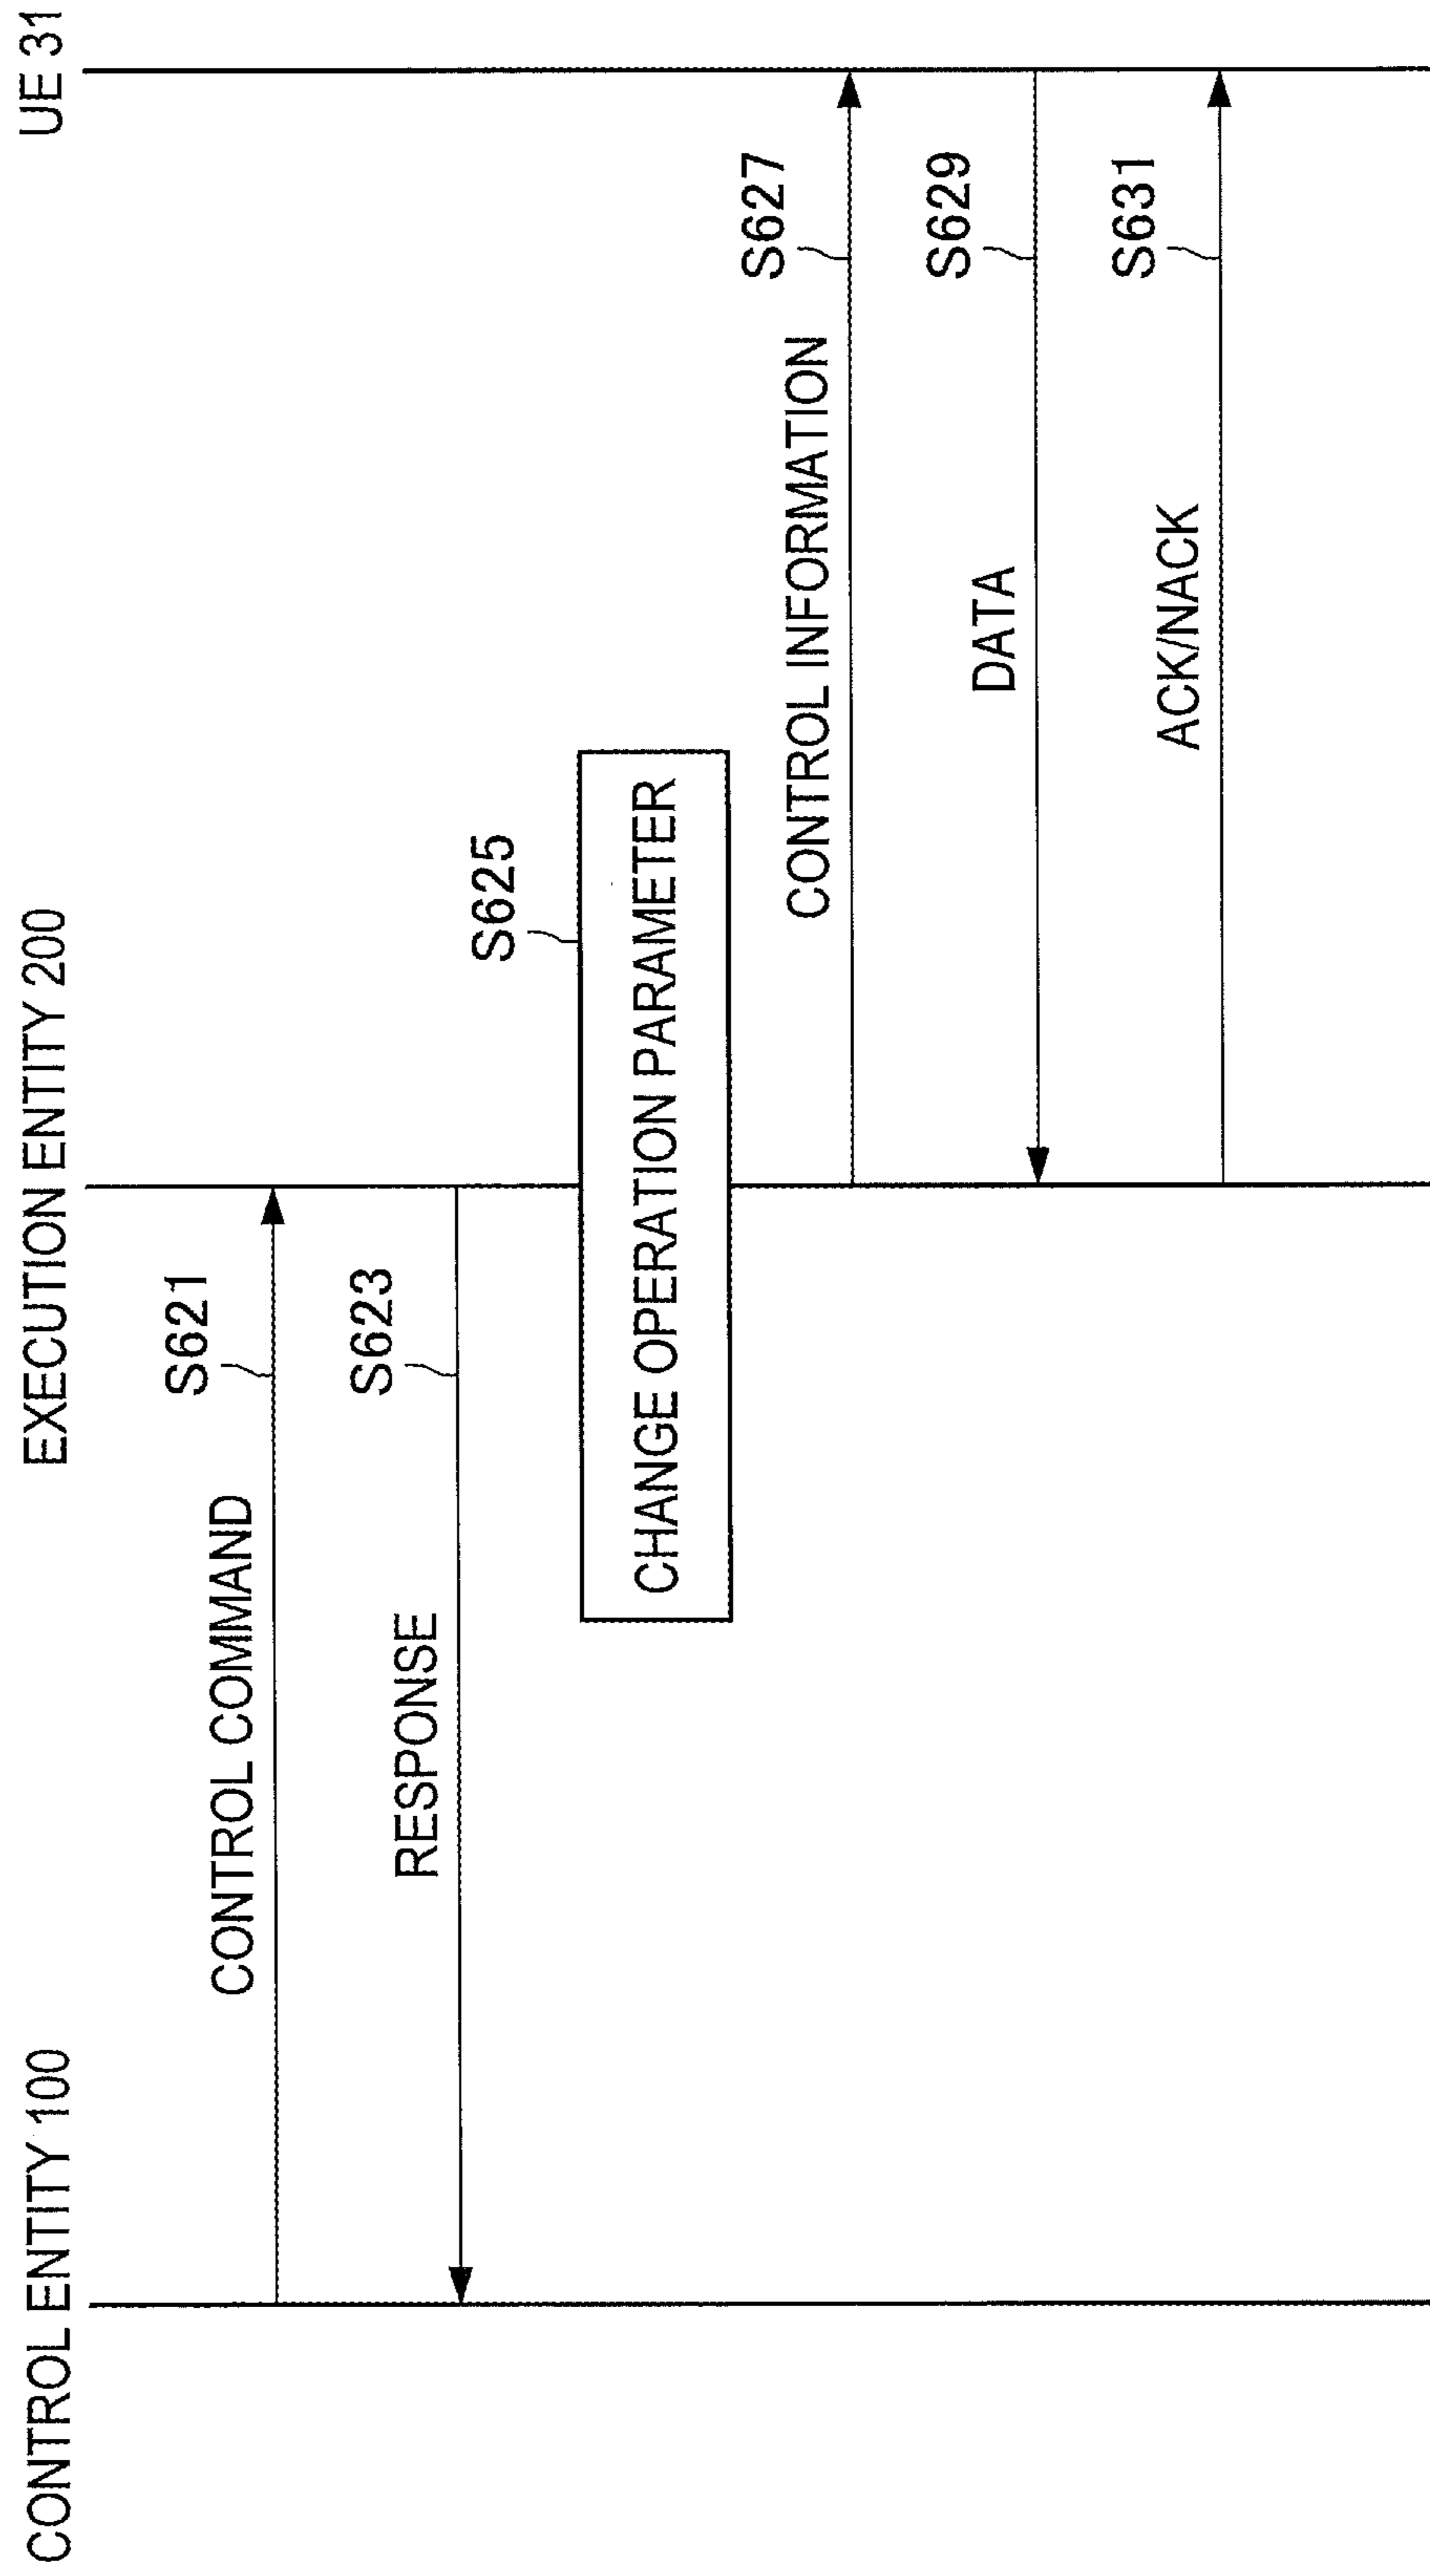 CONTROL ENTITY 100
EXECUTION ENTITY 200
UE 31
CONTROL COMMAND
S621
RESPONSE
S623
S625
CHANGE OPERATION PARAMETER
CONTROL INFORMATION
S627
DATA
S629
ACK/NACK
S631